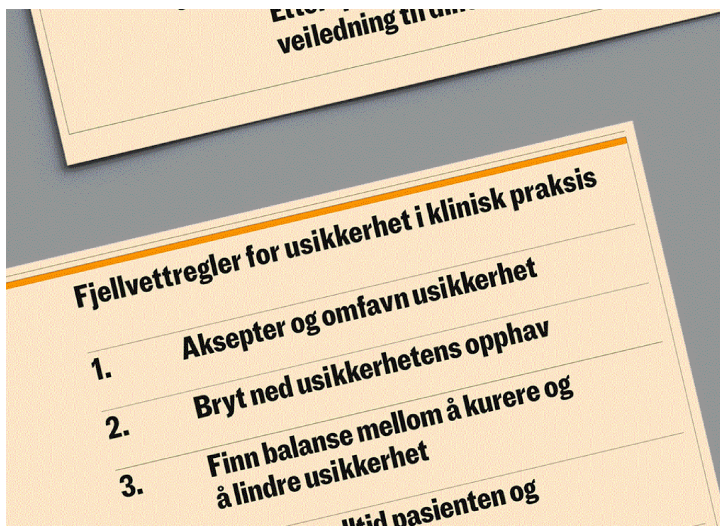 veiledning til
Fjellvettregler for usikkerhet i klinisk praksis
1. Aksepter og omfavn usikkerhet
2. Bryt ned usikkerhetens opphav
3. Finn balanse mellom å kurere og
å lindre usikkerhet
pasienten og